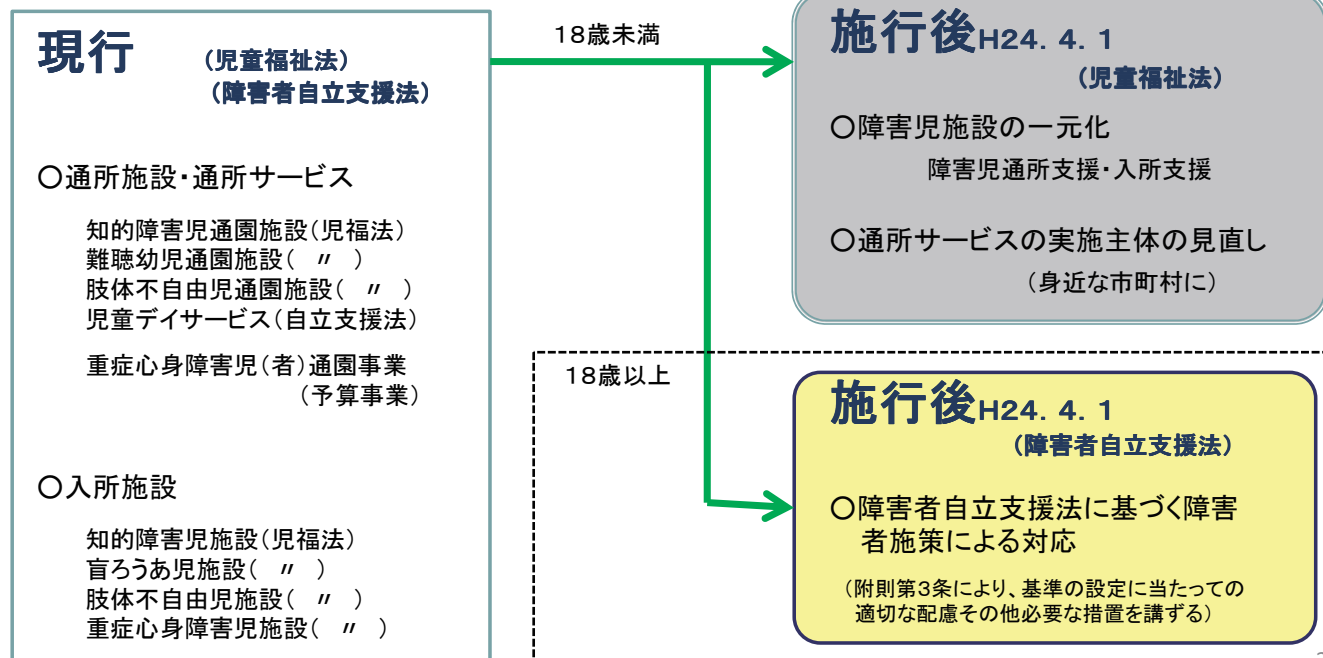 現行 (児童福祉法)
(障害者自立支援法)
〇通所施設・通所サービス
知的障害児通園施設(児福法)
難聴幼児通園施設( 〃 )
肢体不自由児通園施設( 〃 )
児童デイサービス(自立支援法)
重症心身障害児(者)通園事業
(予算事業)
〇入所施設
知的障害児施設(児福法)
盲ろうあ児施設( 〃 )
肢体不自由児施設( 〃 )
重症心身障害児施設( 〃 )
18歳未満
施行後H24.4.1
(児童福祉法)
〇障害児施設の一元化
障害児通所支援・入所支援
〇通所サービスの実施主体の見直し
(身近な市町村に)
18歳以上
施行後H24.4.1
(障害者自立支援法)
〇障害者自立支援法に基づく障害
者施策による対応
(附則第3条により、基準の設定に当たっての
適切な配慮その他必要な措置を講ずる)